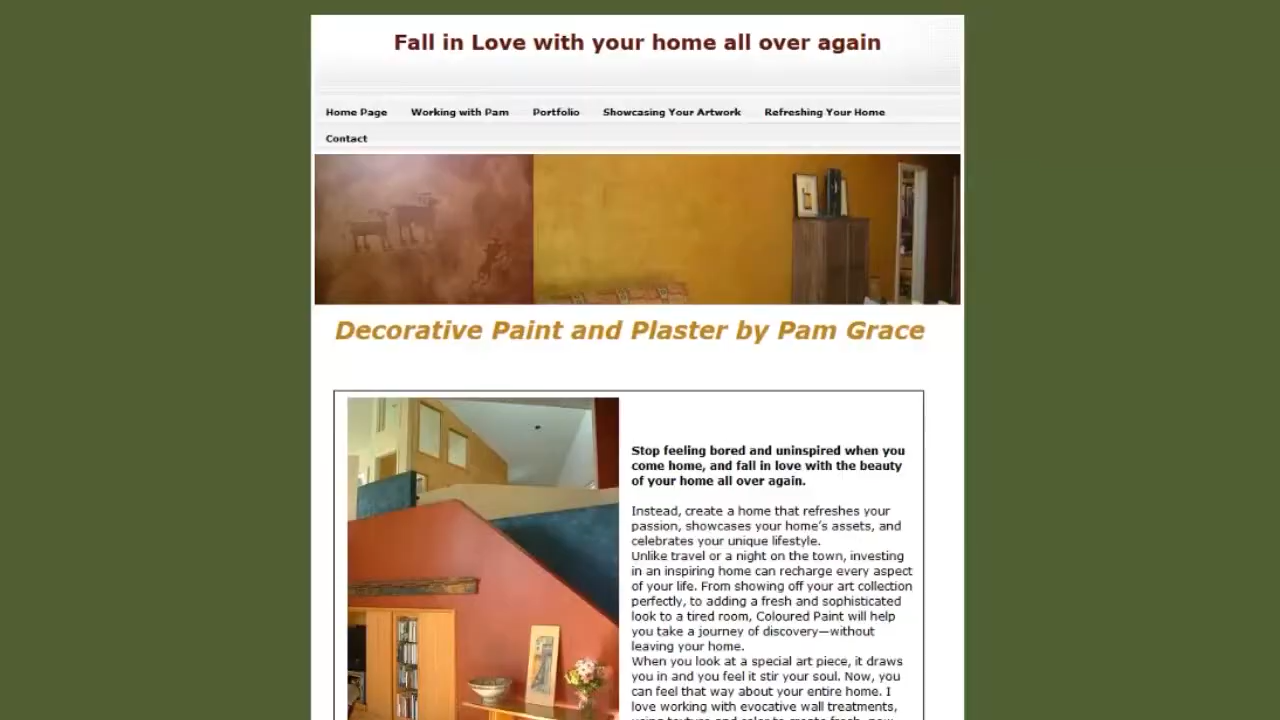 Fall in Love with your home all over again
Home Page Working with Pam Portfolio Showcasing Your Artwork Refreshing Your Home
Contact
Decorative Paint and Plaster by Pam Grace
Stop feeling bored and uninspired when you
come home, and fall in love with the beauty
of your home all over again.
Instead, create a home that refreshes your
passion, showcases your home's assets, and
celebrates your unique lifestyle.
Unlike travel or a night on the town, investing
in an inspiring home can recharge every aspect
of your life. From showing off your art collection
perfectly, to adding a fresh and sophisticated
look to a tired room, Coloured Paint will help
you take a journey of discovery—without
leaving your home.
When you look at a special art piece, it draws
you in and you feel it stir your soul. Now, you
can feel that way about your entire home. I
love working with evocative wall treatments,